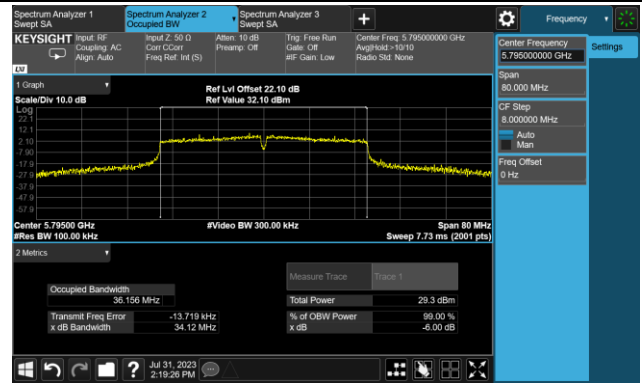 Spectrum Analyzer 1
Swept SA
Spectrum Analyzer 2
Occupied BW
Spectrum Analyzer 3
Swept SA
Frequency
KEYSIGHT
Input: RF
Coupling: AC
Align: Auto
Input Z: 50 Ω
Corr CCorr
Freq Ref: Int (S)
Atten: 10 dB
Preamp: Off
Trig: Free Run
Gate: Off
#IF Gain: Low
Center Freq: 5.795000000 GHz
Avg|Hold:>10/10
Radio Std: None
LXI
Center Frequency
5.795000000 GHz
Settings
Span
80.000 MHz
CF Step
8.000000 MHz
Auto
Man
Freq Offset
0 Hz
1 Graph
Scale/Div 10.0 dB
Ref Lvl Offset 22.10 dB
Ref Value 32.10 dBm
Log
22.1
12.1
2.10
-7.90
-17.9
-27.9
-37.9
-47.9
-57.9
Center 5.79500 GHz
#Res BW 100.00 kHz
#Video BW 300.00 kHz
Span 80 MHz
Sweep 7.73 ms (2001 pts)
2 Metrics
Measure Trace
Trace 1
Occupied Bandwidth
36.156 MHz
Total Power 29.3 dBm
Transmit Freq Error -13.719 kHz
% of OBW Power 99.00 %
x dB Bandwidth 34.12 MHz
x dB -6.00 dB
?
Jul 31, 2023
2:19:26 PM